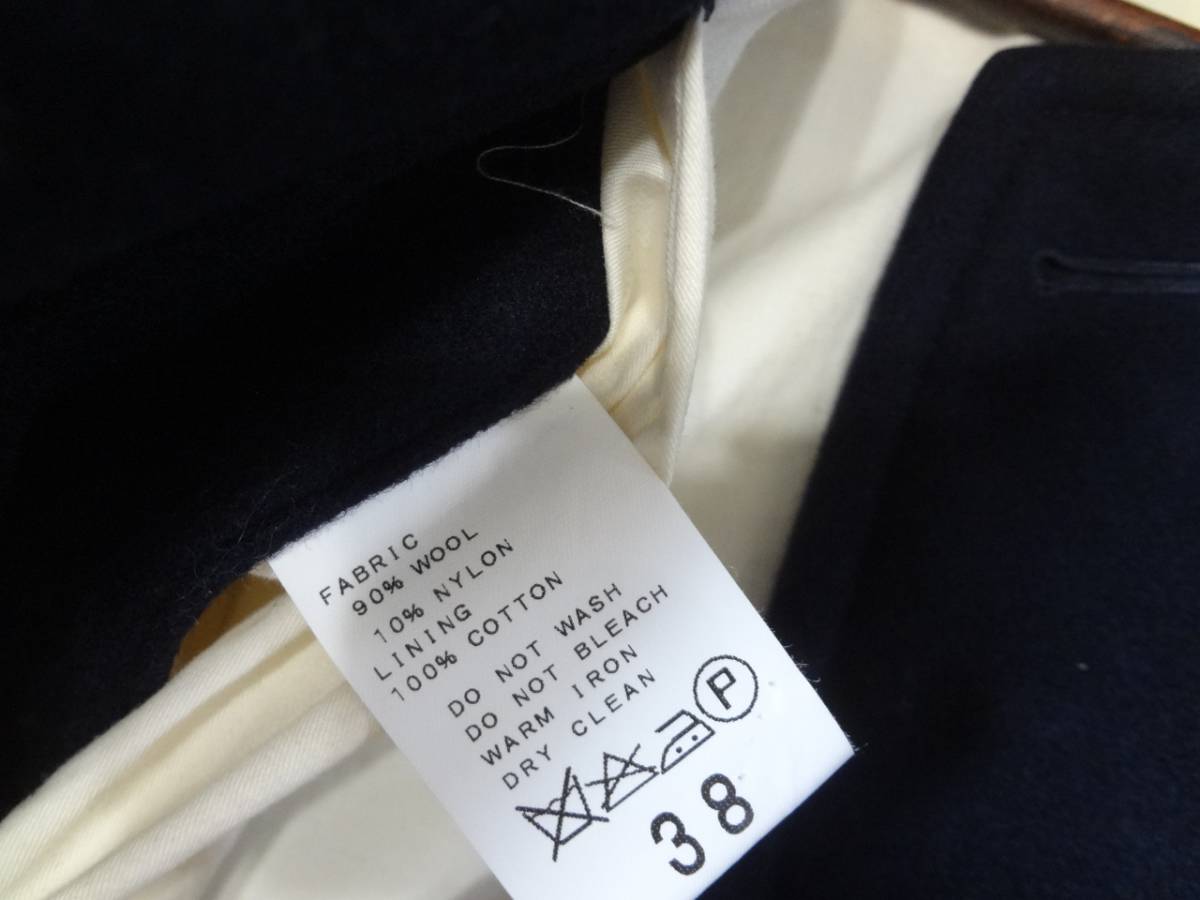 FABRIC
90% WOOL
10% NYLON
LINING
100% COTTON
DO NOT WASH
DO NOT BLEACH
WARM IRON
DRY CLEAN
P
38